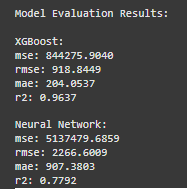 Model Evaluation Results:
XGBoost:
mse: 844275.9040
rmse: 918.8449
mae: 204.0537
r2: 0.9637
Neural Network:
mse: 5137479.6859
rmse: 2266.6009
mae: 907.3803
r2: 0.7792